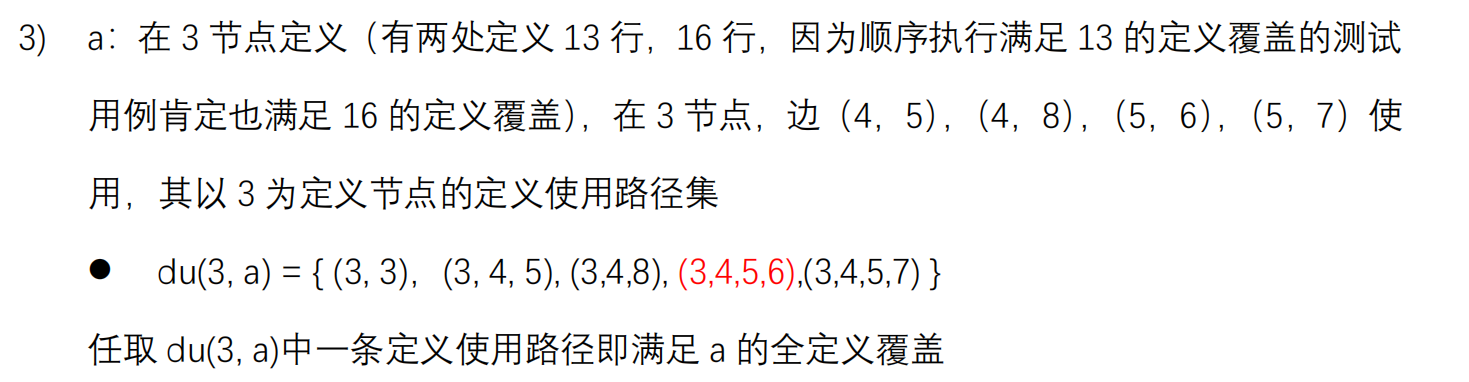 3) a：在 3 节点定义（有两处定义 13 行，16 行，因为顺序执行满足 13 的定义覆盖的测试
用例肯定也满足 16 的定义覆盖），在 3 节点，边（4，5），（4，8），（5，6），（5，7）使
用，其以 3 为定义节点的定义使用路径集
● du(3, a) = { (3, 3)， (3, 4, 5), (3,4,8), (3,4,5,6),(3,4,5,7) }
任取 du(3, a)中一条定义使用路径即满足 a 的全定义覆盖